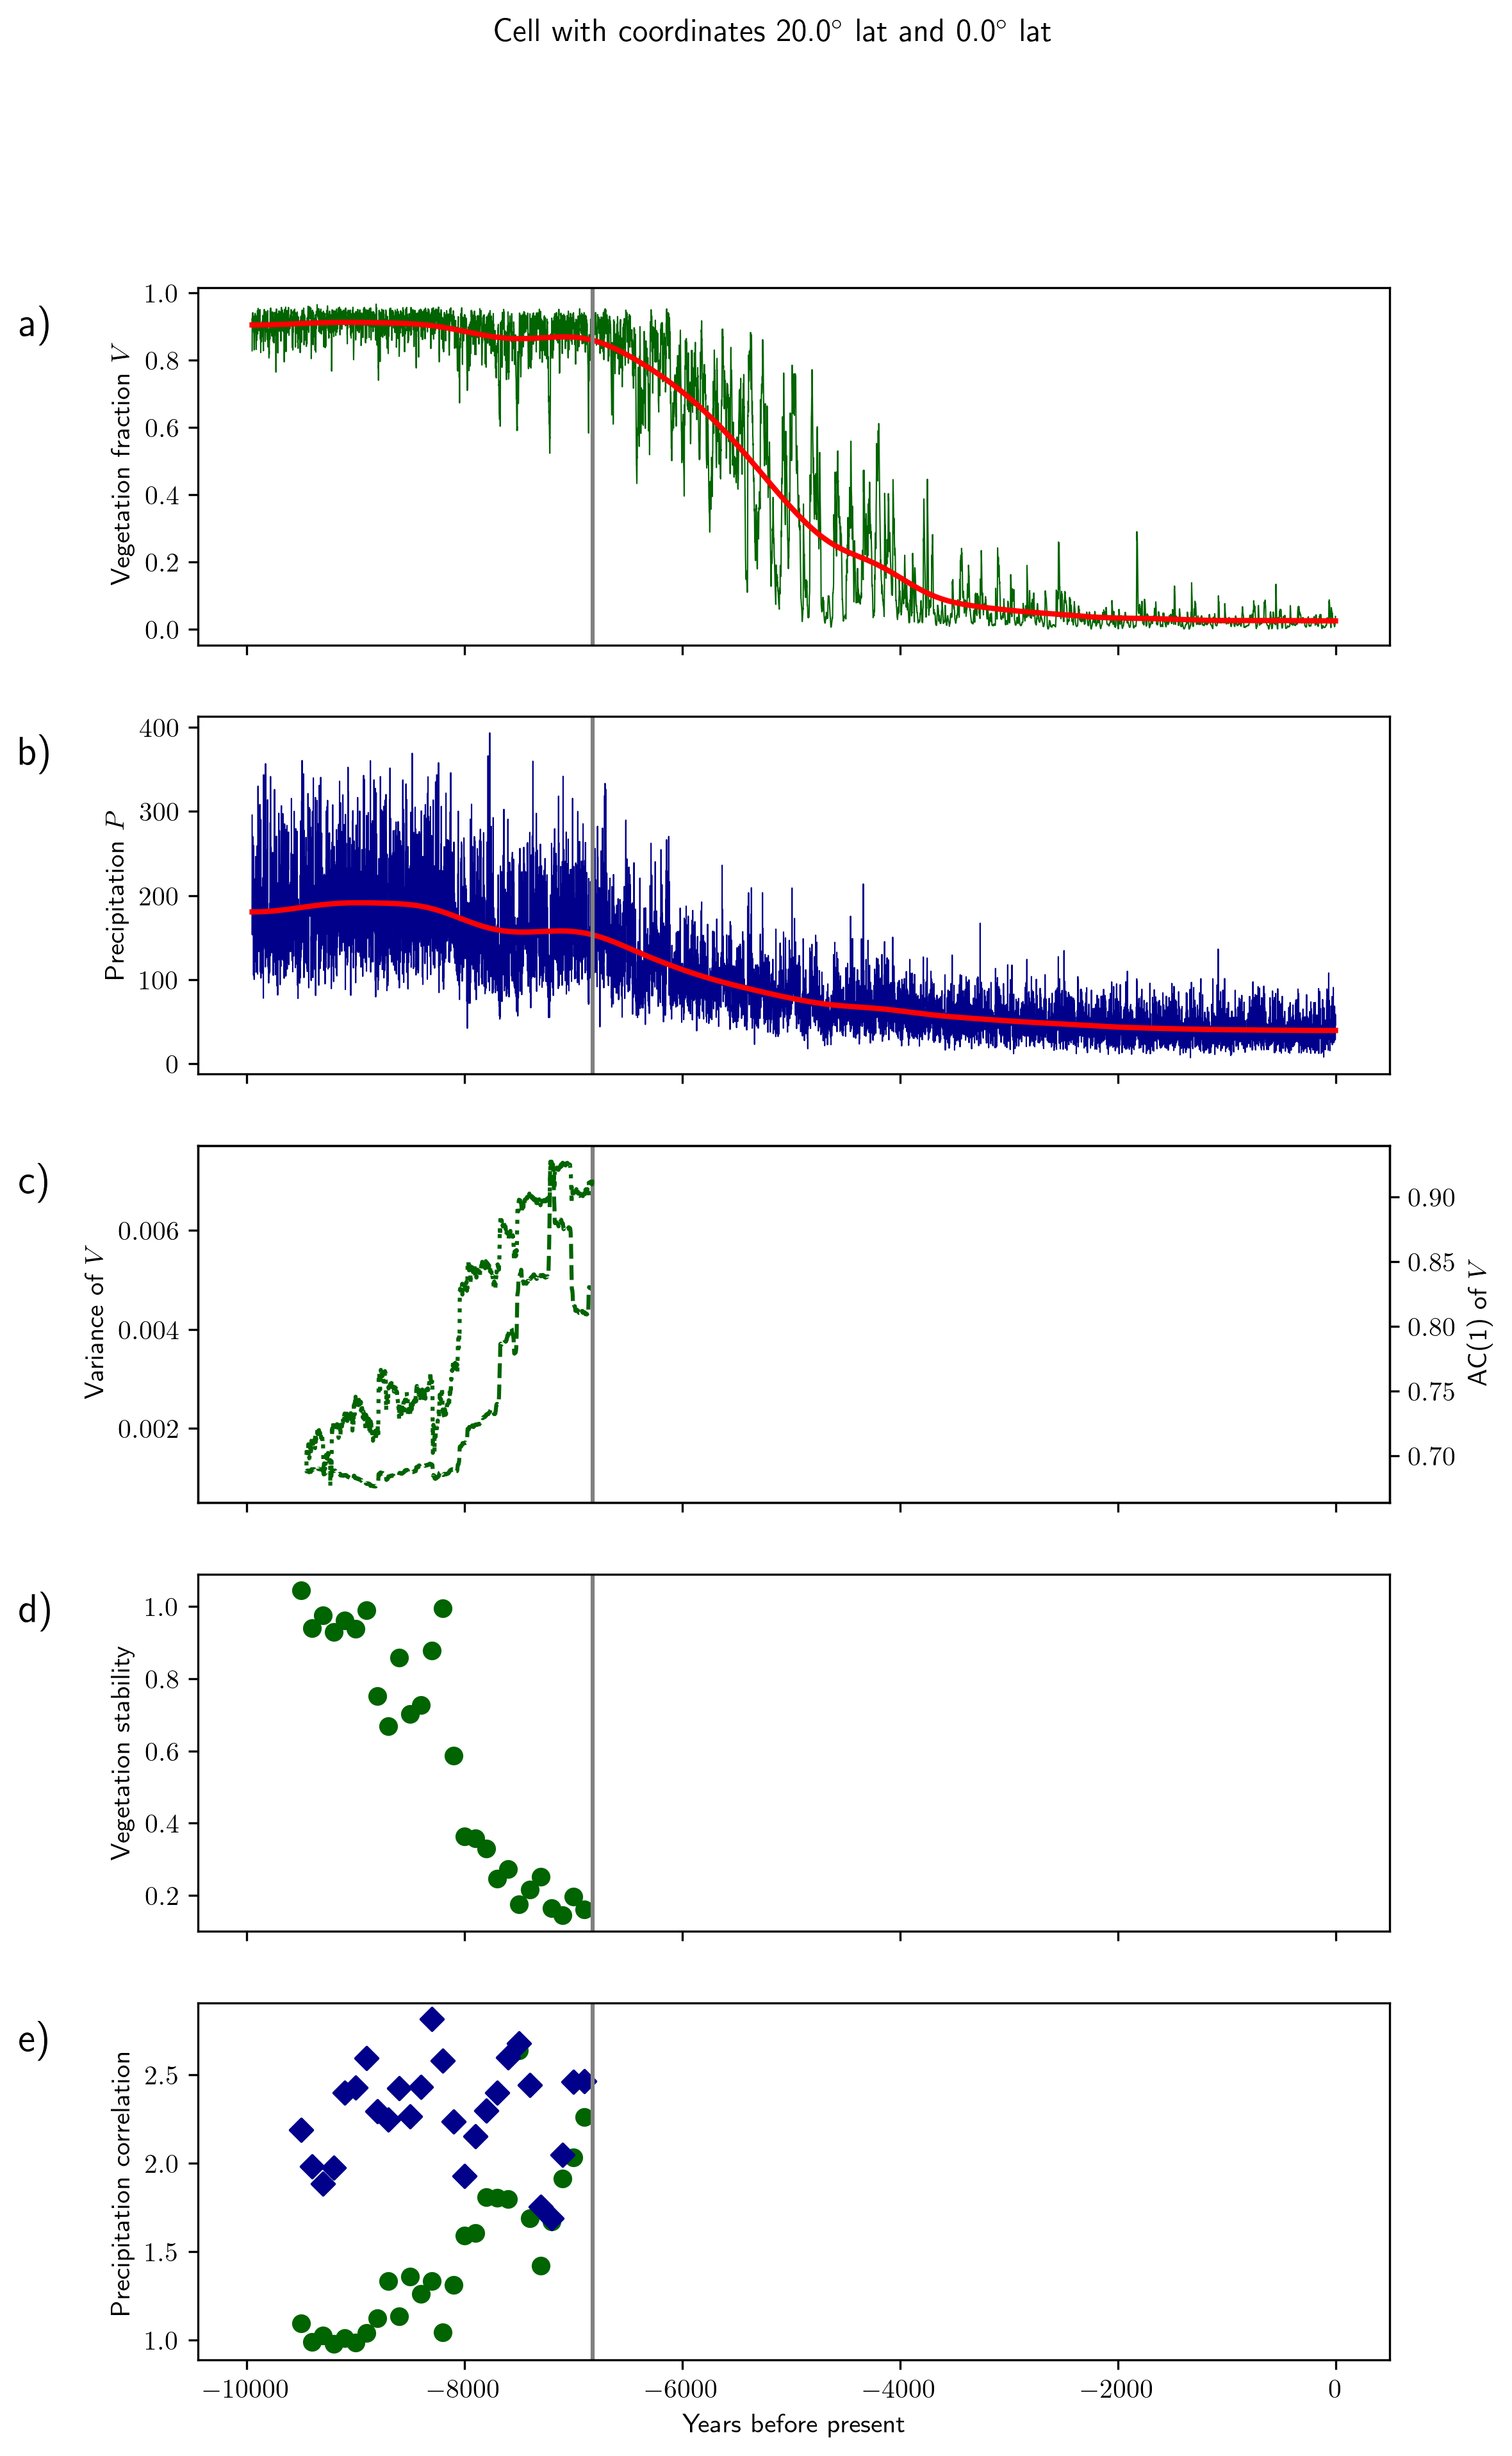 Cell with coordinates 20.0° lat and 0.0° lat
a)
Vegetation fraction V
1.0
0.8
0.6
0.4
0.2
0.0
b)
Precipitation P
400
300
200
100
0
c)
Variance of V
0.006
0.004
0.002
0.90
0.85
0.80
0.75
0.70
AC(1) of V
d)
Vegetation stability
1.0
0.8
0.6
0.4
0.2
e)
Precipitation correlation
2.5
2.0
1.5
1.0
−10000 −8000 −6000 −4000 −2000 0
Years before present